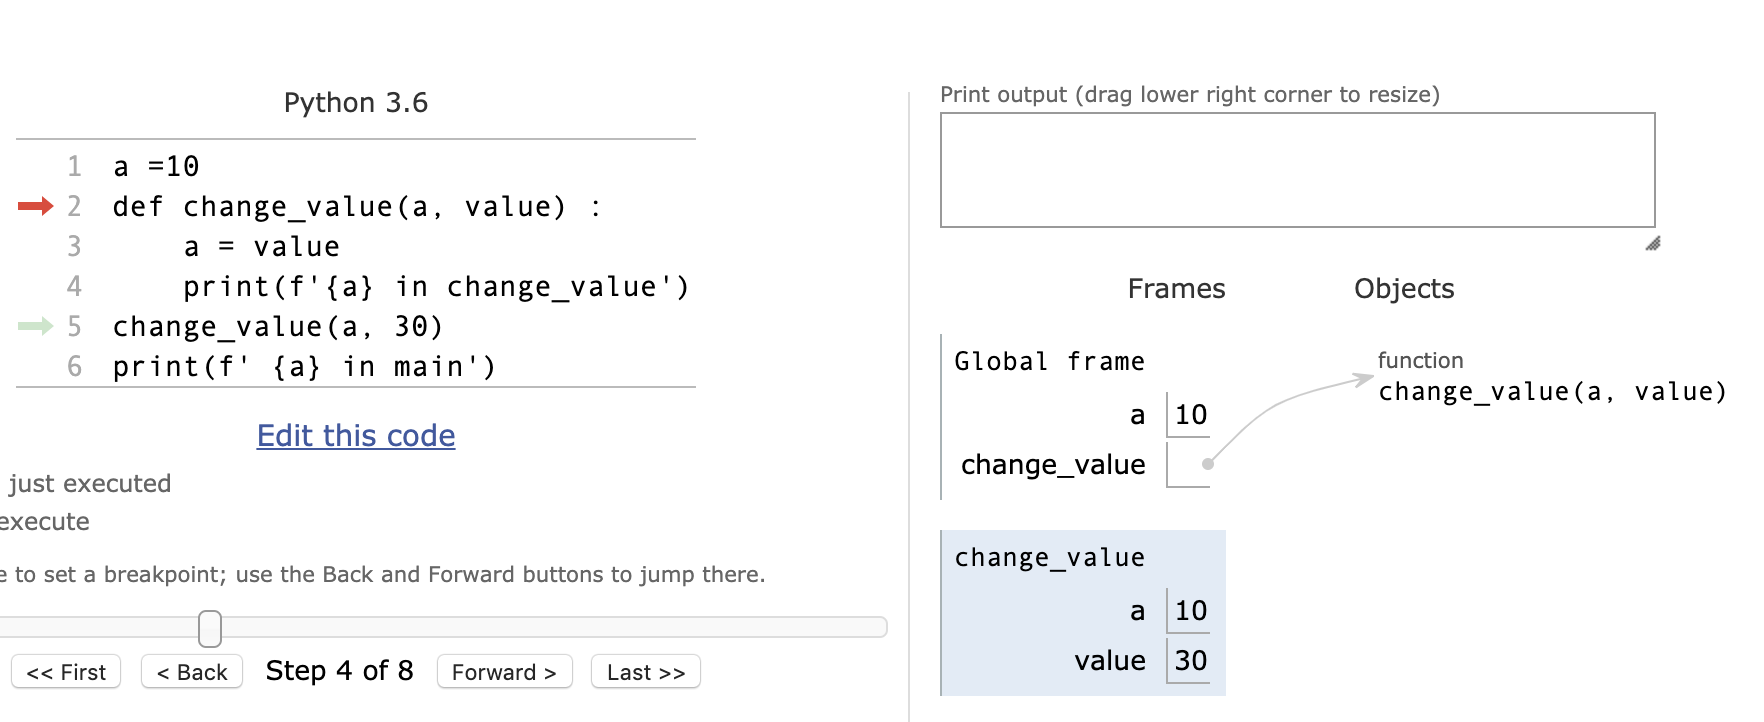 Python 3.6
1 a =10
2 def change_value(a, value) :
3     a = value
4     print(f'{a} in change_value')
5 change_value(a, 30)
6 print(f' {a} in main')
Edit this code
just executed
execute
e to set a breakpoint; use the Back and Forward buttons to jump there.
<< First < Back Step 4 of 8 Forward > Last >>
Print output (drag lower right corner to resize)
Frames Objects
Global frame
a 10
change_value
function
change_value(a, value)
change_value
a 10
value 30